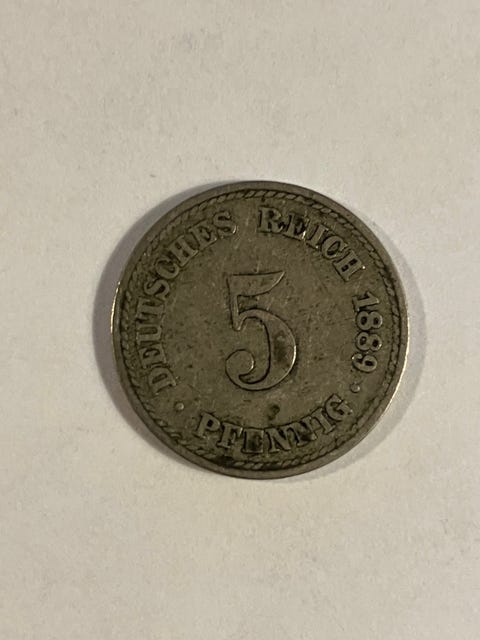 DEUTSCHES REICH 1889
5
· PFENNIG ·